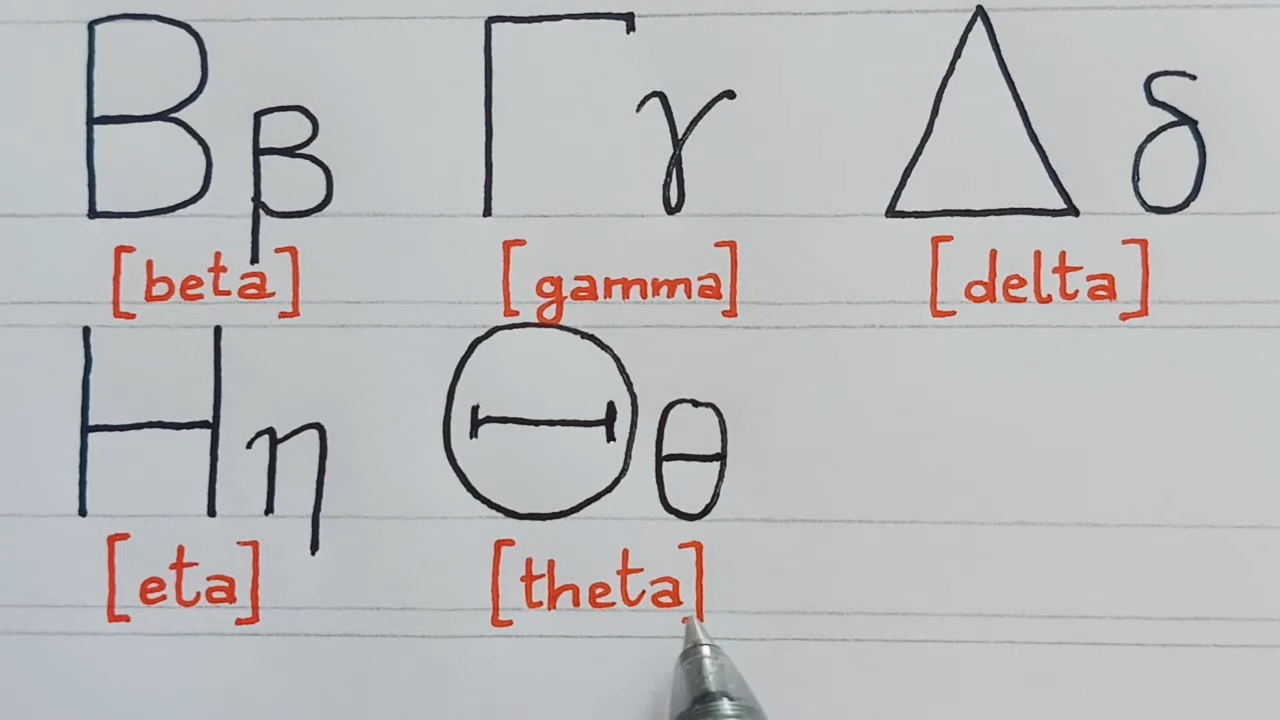 Β β Γ γ Δ δ
[beta] [gamma] [delta]
Η η Θ θ
[eta] [theta]